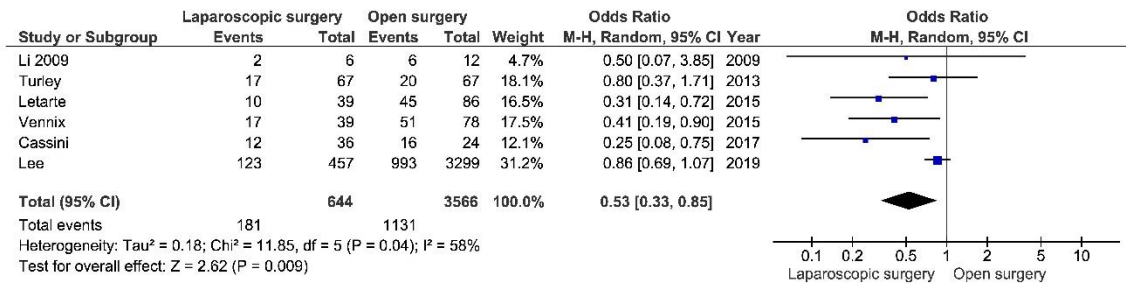 Laparoscopic surgery Open surgery Odds Ratio Odds Ratio
Study or Subgroup Events Total Events Total Weight M-H, Random, 95% CI Year M-H, Random, 95% CI
Li 2009 2 6 6 12 4.7% 0.50 [0.07, 3.85] 2009
Turley 17 67 20 67 18.1% 0.80 [0.37, 1.71] 2013
Letarte 10 39 45 86 16.5% 0.31 [0.14, 0.72] 2015
Vennix 17 39 51 78 17.5% 0.41 [0.19, 0.90] 2015
Cassini 12 36 16 24 12.1% 0.25 [0.08, 0.75] 2017
Lee 123 457 993 3299 31.2% 0.86 [0.69, 1.07] 2019
Total (95% CI) 644 3566 100.0% 0.53 [0.33, 0.85]
Total events 181 1131
Heterogeneity: Tau² = 0.18; Chi² = 11.85, df = 5 (P = 0.04); I² = 58%
Test for overall effect: Z = 2.62 (P = 0.009)
0.1 0.2 0.5 1 2 5 10
Laparoscopic surgery Open surgery